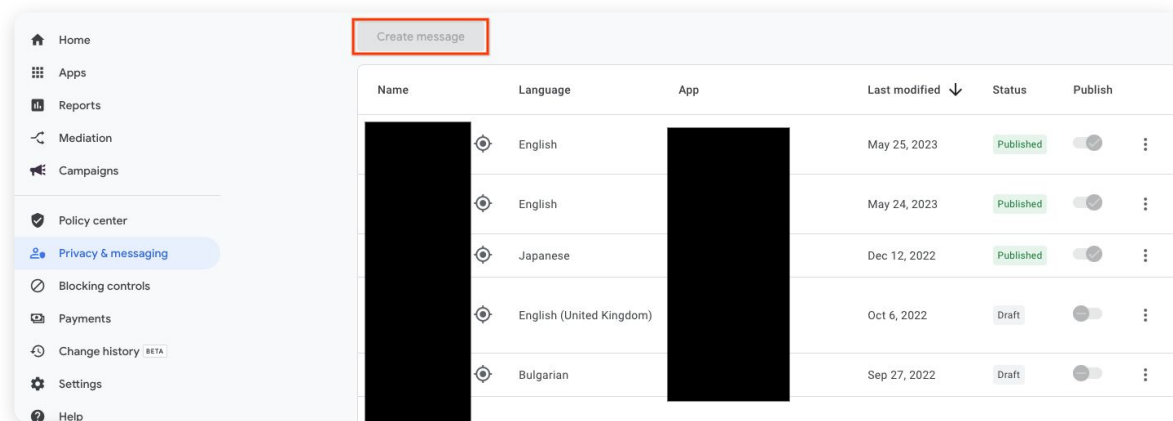 Home
Apps
Reports
Mediation
Campaigns
Policy center
Privacy & messaging
Blocking controls
Payments
Change history BETA
Settings
Help
Create message
Name Language App Last modified Status Publish
English May 25, 2023 Published
English May 24, 2023 Published
Japanese Dec 12, 2022 Published
English (United Kingdom) Oct 6, 2022 Draft
Bulgarian Sep 27, 2022 Draft